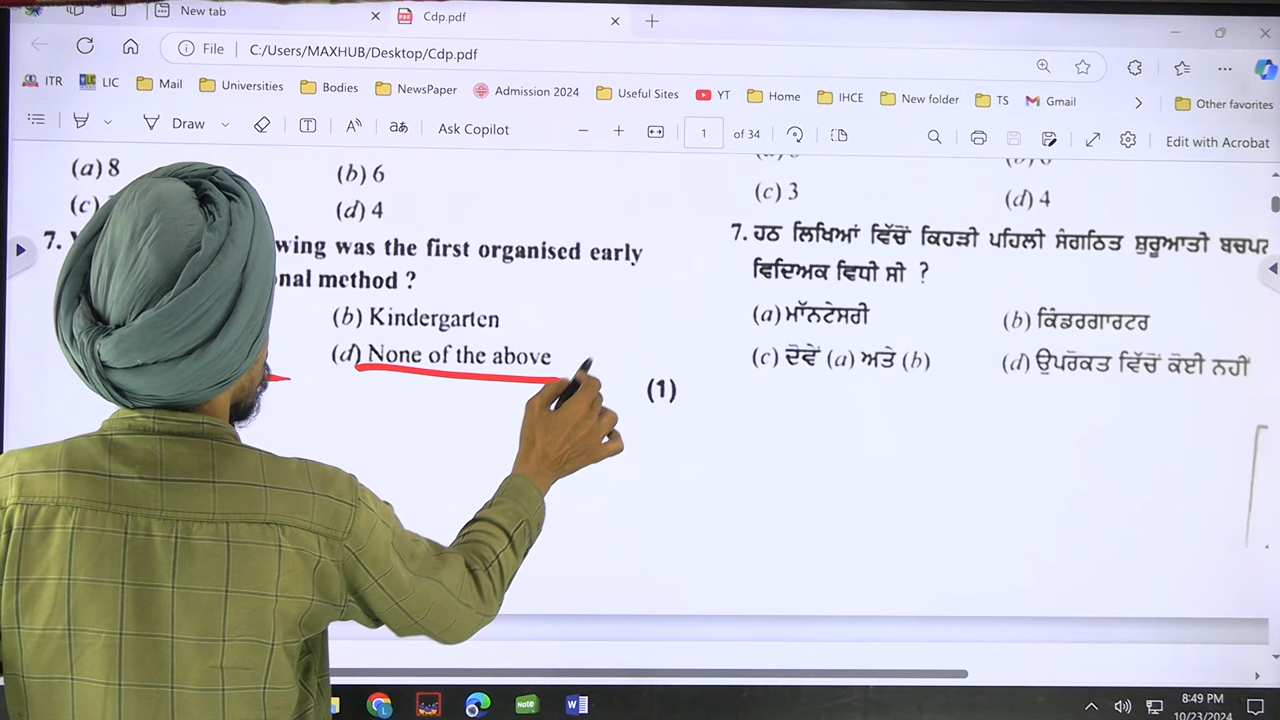 New tab
Cdp.pdf
File | C:/Users/MAXHUB/Desktop/Cdp.pdf
ITR LIC Mail Universities Bodies NewsPaper Admission 2024 Useful Sites YT Home IHCE New folder TS Gmail Other favorites
Draw Ask Copilot 1 of 34 Edit with Acrobat
(a) 8
(b) 6
(c)
(d) 4
7. wing was the first organised early
nal method ?
(b) Kindergarten
(d) None of the above
(1)
(c) 3
(d) 4
7. ਹਠ ਲਿਖਿਆਂ ਵਿੱਚੋਂ ਕਿਹੜੀ ਪਹਿਲੀ ਸੰਗਠਿਤ ਸ਼ੁਰੂਆਤੀ
ਵਿਦਿਅਕ ਵਿਧੀ ਸੀ ?
(a) ਮੌਂਨਟੇਸਰੀ
(b) ਕਿੰਡਰਗਾਰਟਰ
(c) ਦੋਵੇਂ (a) ਅਤੇ (b)
(d) ਉਪਰੋਕਤ ਵਿੱਚੋਂ ਕੋਈ ਨਹੀਂ
Note
8:49 PM
10/23/2024